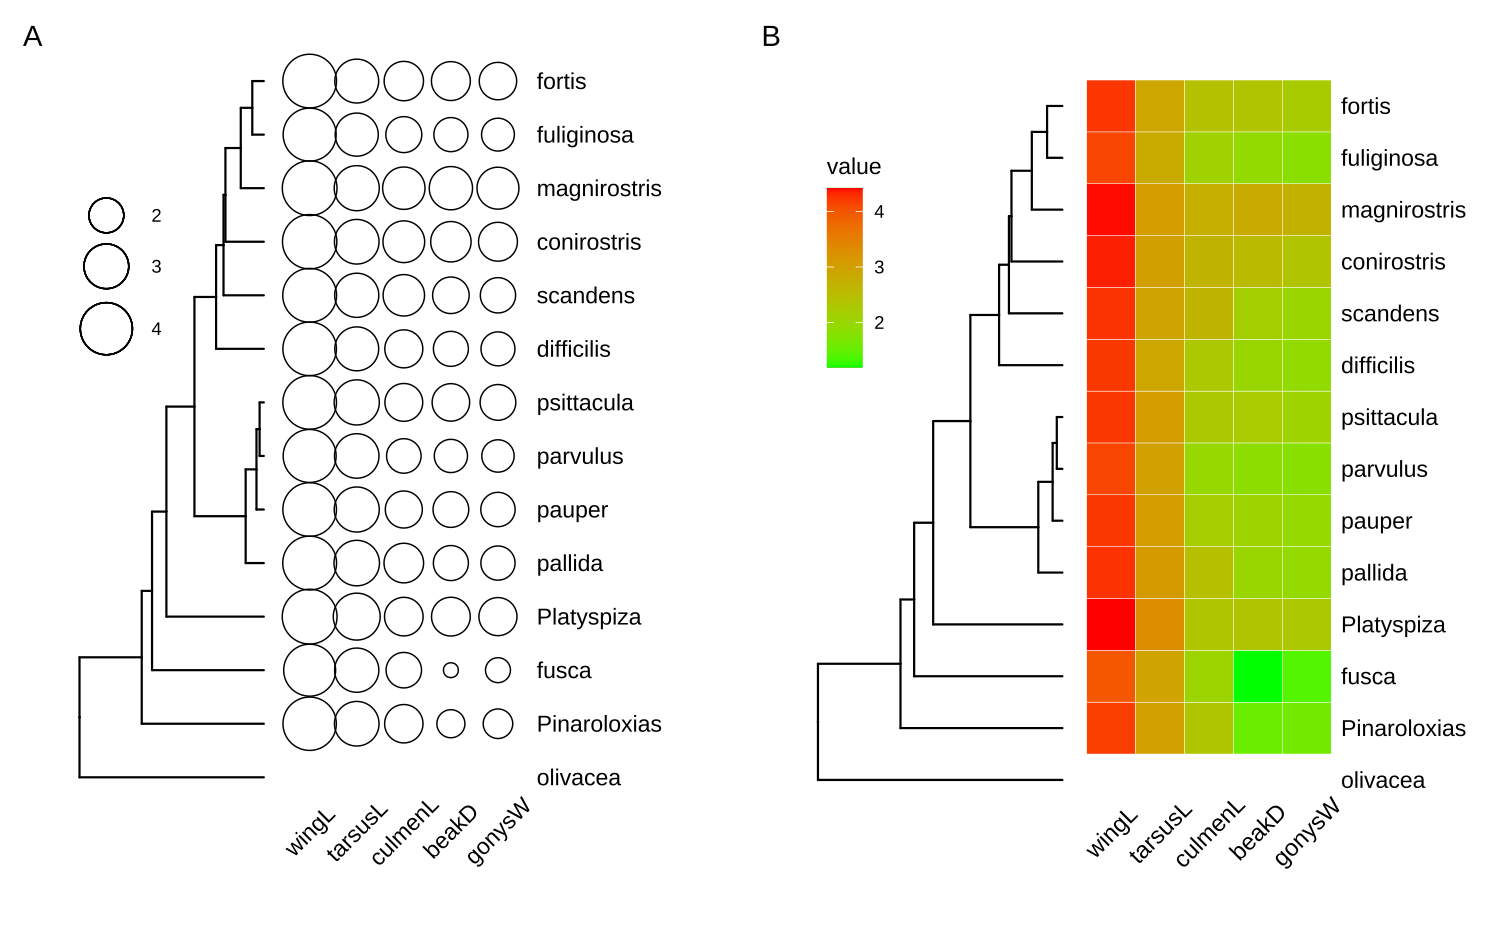 A
fortis
fuliginosa
magnirostris
conirostris
scandens
difficilis
psittacula
parvulus
pauper
pallida
Platyspiza
fusca
Pinaroloxias
olivacea
2
3
4
wingL
tarsusL
culmenL
beakD
gonysW
B
value
4
3
2
fortis
fuliginosa
magnirostris
conirostris
scandens
difficilis
psittacula
parvulus
pauper
pallida
Platyspiza
fusca
Pinaroloxias
olivacea
wingL
tarsusL
culmenL
beakD
gonysW